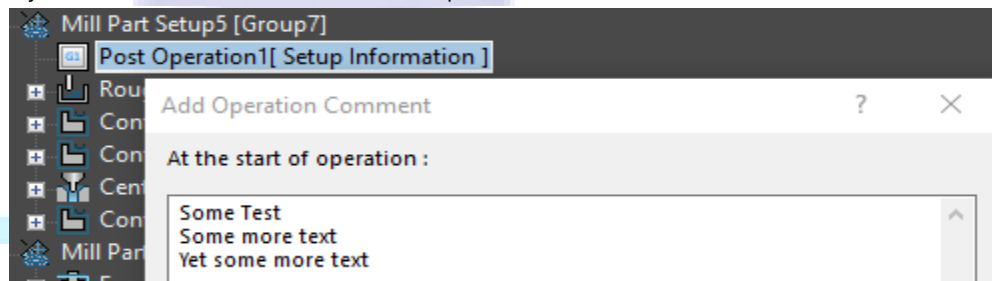 Mill Part Setup5 [Group7]
G1
Post Operation1[ Setup Information ]
Add Operation Comment ?
At the start of operation :
Some Test
Some more text
Yet some more text
Mill Part